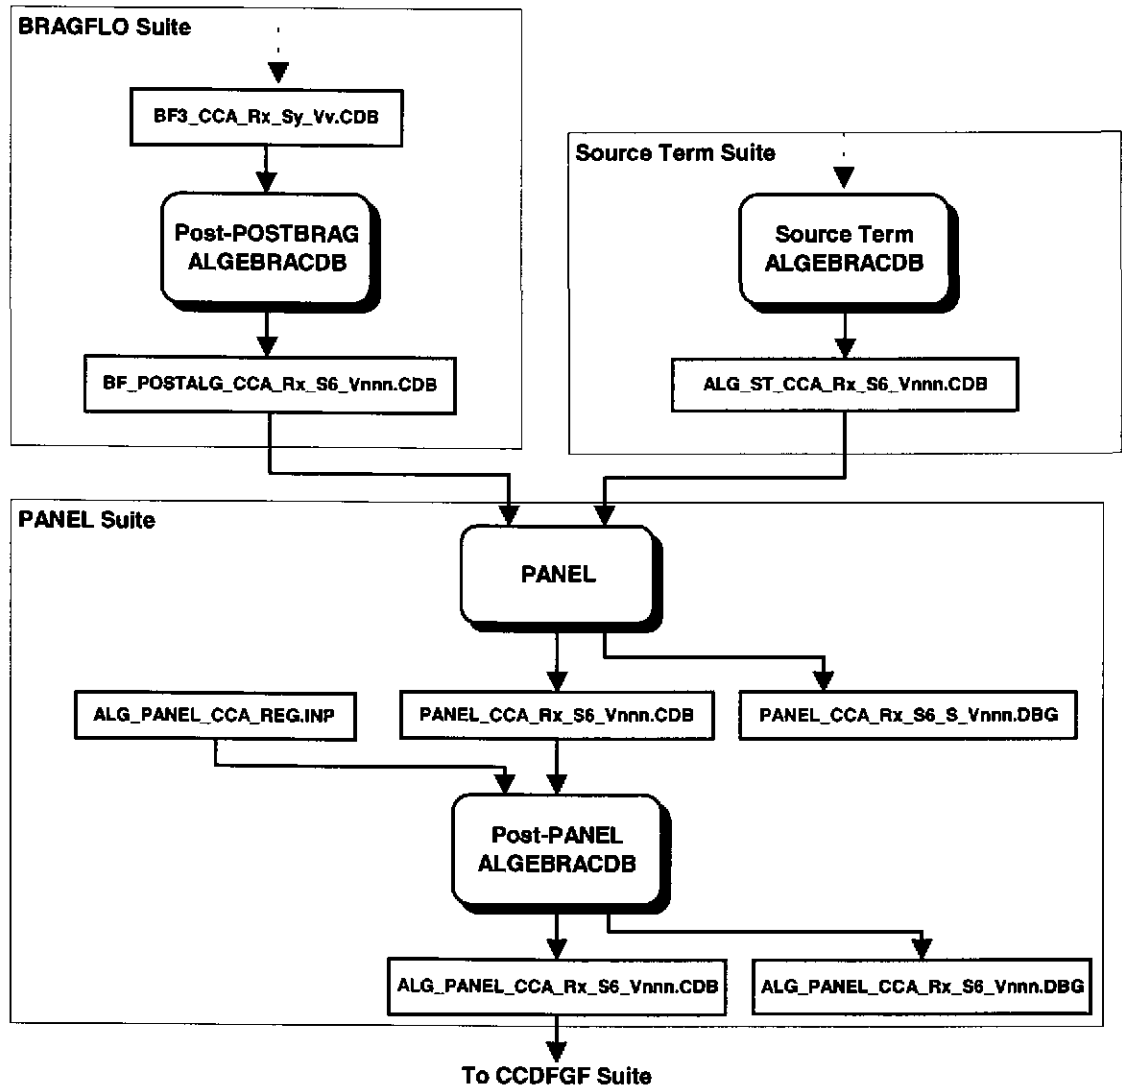 BRAGFLO Suite
BF3_CCA_Rx_Sy_Vv.CDB
Post-POSTBRAG
ALGEBRACDB
BF_POSTALG_CCA_Rx_S6_Vnnn.CDB
Source Term Suite
Source Term
ALGEBRACDB
ALG_ST_CCA_Rx_S6_Vnnn.CDB
PANEL Suite
PANEL
ALG_PANEL_CCA_REG.INP
PANEL_CCA_Rx_S6_Vnnn.CDB
PANEL_CCA_Rx_S6_S_Vnnn.DBG
Post-PANEL
ALGEBRACDB
ALG_PANEL_CCA_Rx_S6_Vnnn.CDB
ALG_PANEL_CCA_Rx_S6_Vnnn.DBG
To CCDFGF Suite